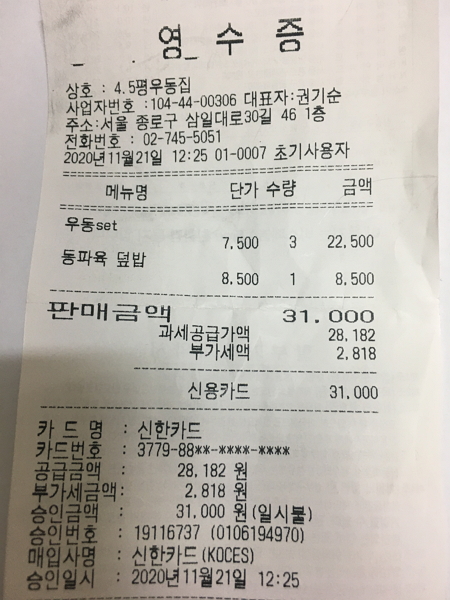 영 수 증
상호 : 4.5평우동집
사업자번호 :104-44-00306 대표자:권기순
주소:서울 종로구 삼일대로30길 46 1층
전화번호 : 02-745-5051
2020년11월21일 12:25 01-0007 초기사용자
메뉴명 단가 수량 금액
우동set
7.500 3 22,500
동파육 덮밥
8.500 1 8,500
판매금액 31.000
과세공급가액 28.182
부가세액 2.818
신용카드 31.000
카 드 명 : 신한카드
카드번호 : 3779-88**-****-****
공급금액 : 28.182 원
부가세금액: 2.818 원
승인금액 : 31.000 원(일시불)
승인번호 : 19116737 (0106194970)
매입사명 : 신한카드(KOCES)
승인일시 : 2020년11월21일 12:25